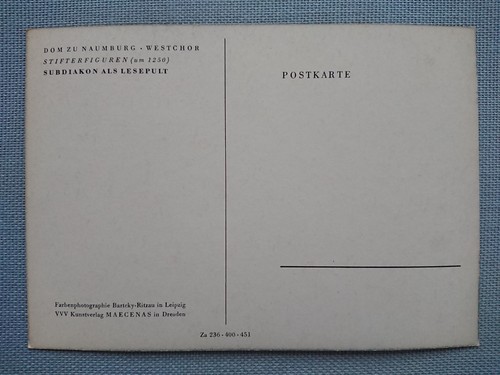 DOM ZU NAUMBURG · WESTCHOR
STIFTERFIGUREN (um 1250)
SUBDIAKON ALS LESEPULT
POSTKARTE
Farbenphotographie Bartcky-Ritzau in Leipzig
VVV Kunstverlag MAECENAS in Dresden
Za 236 · 400 · 451